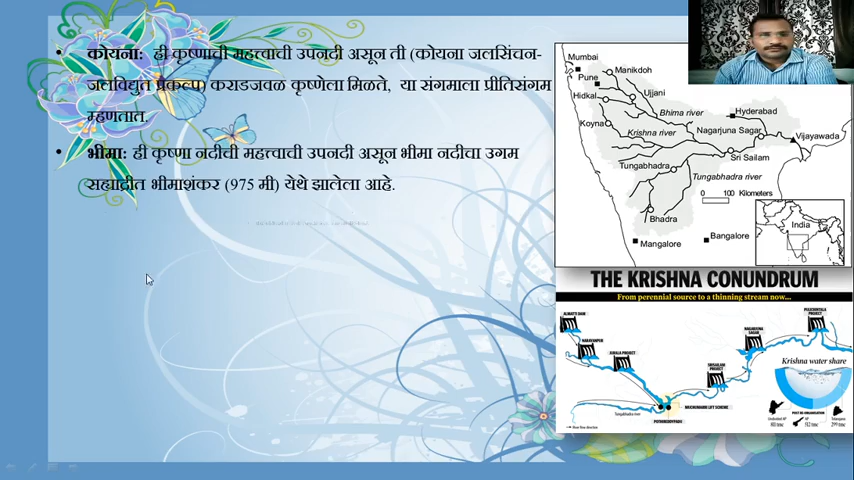 • कोयना: ही कृष्णाची महत्त्वाची उपनदी असून ती (कोयना जलसिंचन-
जलविद्युत प्रकल्प) कराडजवळ कृष्णेला मिळते, या संगमाला प्रीतिसंगम
म्हणतात.
• भीमा: ही कृष्णा नदीची महत्त्वाची उपनदी असून भीमा नदीचा उगम
सह्याद्रीत भीमाशंकर (975 मी) येथे झालेला आहे.
Mumbai
Pune
Manikdoh
Hidkal
Ujjani
Bhima river
Hyderabad
Koyna
Krishna river
Nagarjuna Sagar
Vijayawada
Sri Sailam
Tungabhadra
Tungabhadra river
0 100 Kilometers
Bhadra
India
Mangalore
Bangalore
THE KRISHNA CONUNDRUM
From perennial source to a thinning stream now...
ALMATTI DAM
NARAYANPUR
JURALA PROJECT
SRISAILAM
PROJECT
NAGARJUNA
SAGAR
PULICHINTALA
PROJECT
Krishna water share
Tungabhadra river
POTHIREDDYPADU